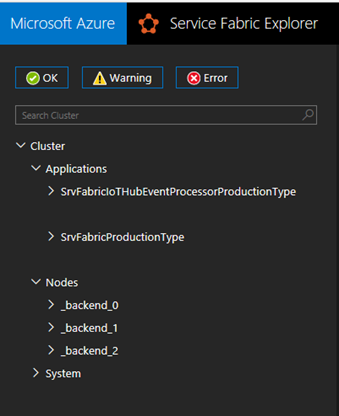 Microsoft Azure Service Fabric Explorer
OK Warning Error
Search Cluster
Cluster
Applications
SrvFabricIoTHubEventProcessorProductionType
SrvFabricProductionType
Nodes
_backend_0
_backend_1
_backend_2
System